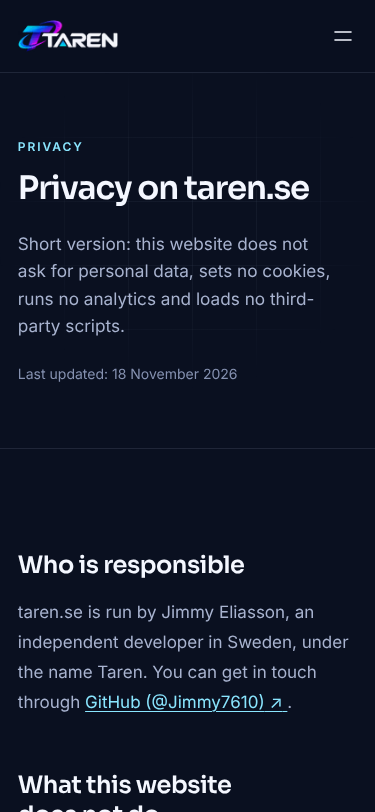 TAREN
PRIVACY
Privacy on taren.se
Short version: this website does not
ask for personal data, sets no cookies,
runs no analytics and loads no third-
party scripts.
Last updated: 18 November 2026
Who is responsible
taren.se is run by Jimmy Eliasson, an
independent developer in Sweden, under
the name Taren. You can get in touch
through GitHub (@Jimmy7610) ↗ .
What this website
does not do